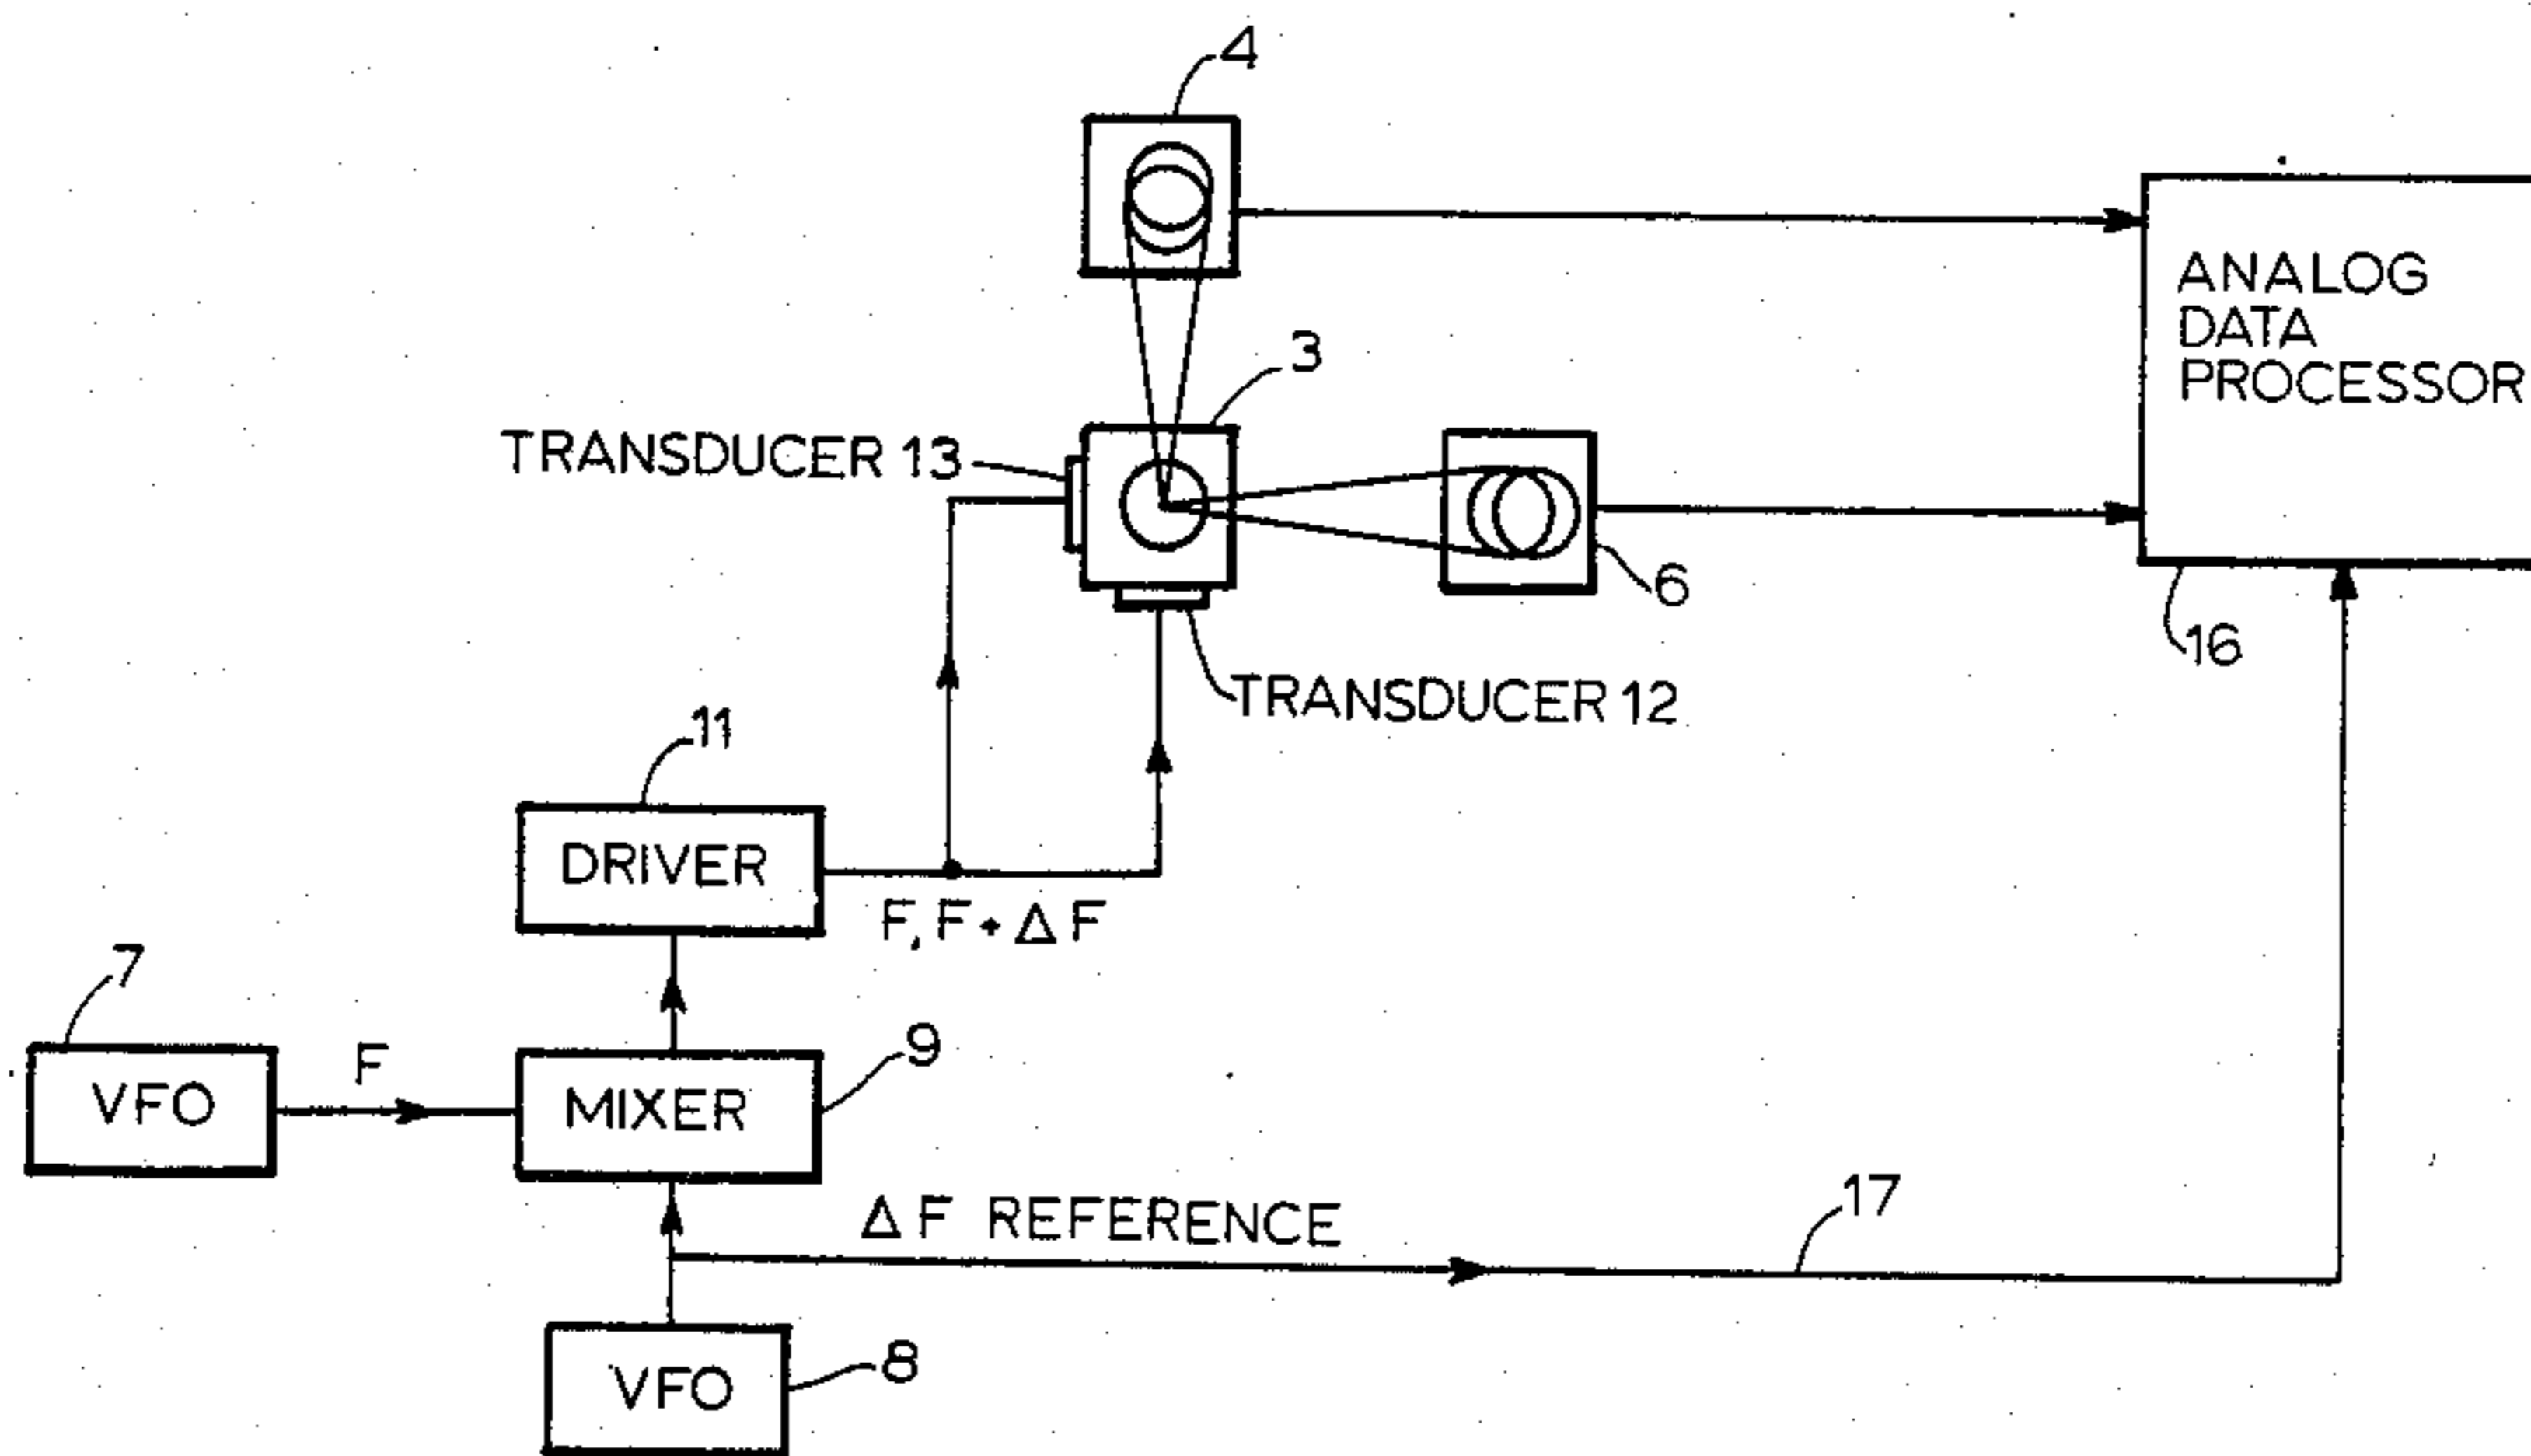 4
ANALOG
DATA
PROCESSOR
3
TRANSDUCER 13
6
16
TRANSDUCER 12
11
DRIVER
F, F + Δ F
7
F
9
VFO
MIXER
17
Δ F REFERENCE
8
VFO